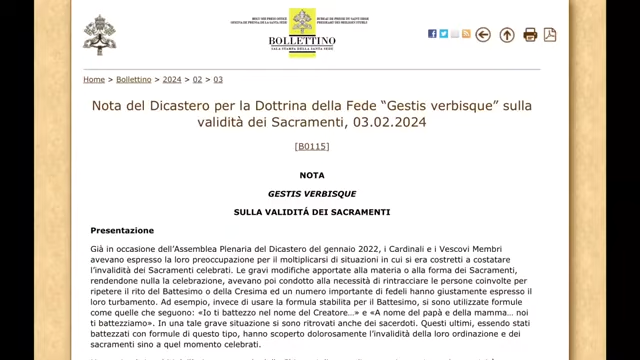 BOLLETTINO
SALA STAMPA DELLA SANTA SEDE
Home > Bollettino > 2024 > 02 > 03
Nota del Dicastero per la Dottrina della Fede “Gestis verbisque” sulla
validità dei Sacramenti, 03.02.2024
[B0115]
NOTA
GESTIS VERBISQUE
SULLA VALIDITÁ DEI SACRAMENTI
Presentazione
Già in occasione dell’Assemblea Plenaria del Dicastero del gennaio 2022, i Cardinali e i Vescovi Membri
avevano espresso la loro preoccupazione per il moltiplicarsi di situazioni in cui si era costretti a costatare
l’invalidità dei Sacramenti celebrati. Le gravi modifiche apportate alla materia o alla forma dei Sacramenti,
rendendone nulla la celebrazione, avevano poi condotto alla necessità di rintracciare le persone coinvolte per
ripetere il rito del Battesimo o della Cresima ed un numero importante di fedeli hanno giustamente espresso il
loro turbamento. Ad esempio, invece di usare la formula stabilita per il Battesimo, si sono utilizzate formule
come quelle che seguono: «Io ti battezzo nel nome del Creatore…» e «A nome del papà e della mamma… noi
ti battezziamo». In una tale grave situazione si sono ritrovati anche dei sacerdoti. Questi ultimi, essendo stati
battezzati con formule di questo tipo, hanno scoperto dolorosamente l’invalidità della loro ordinazione e dei
sacramenti sino a quel momento celebrati.